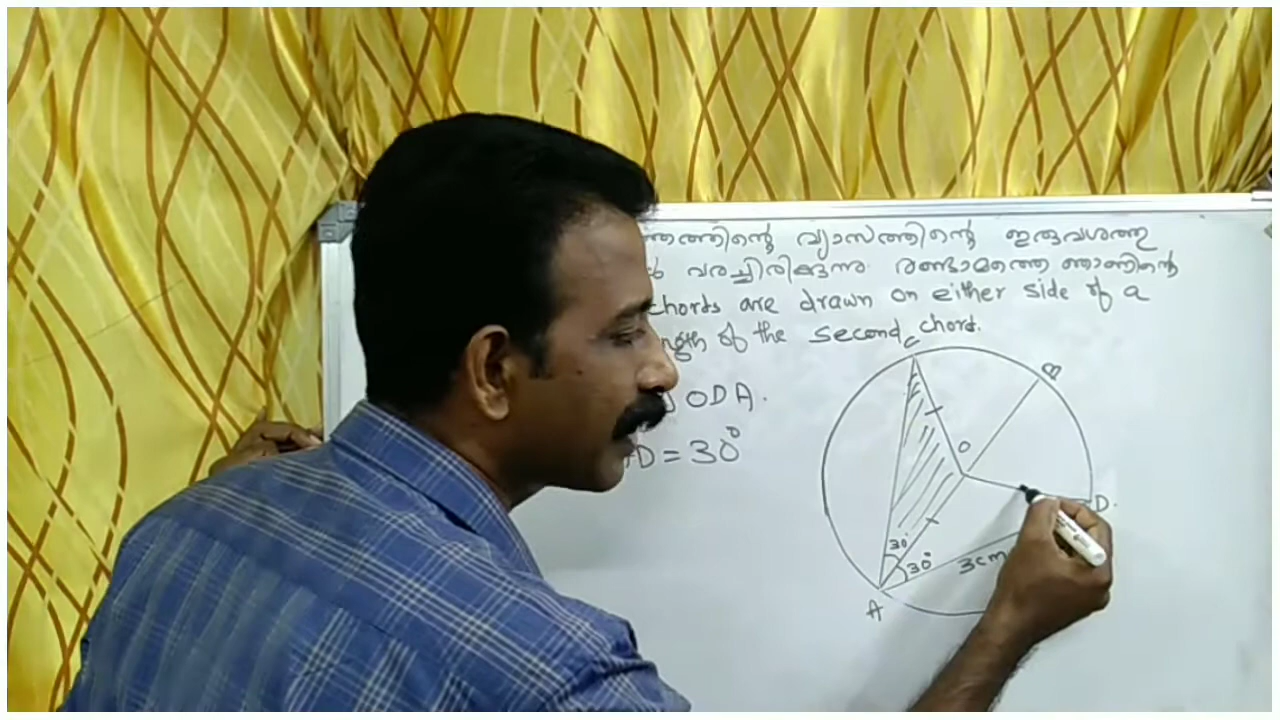 വ്യാസത്തിന്റെ ഇരുവശത്തു
വരച്ചിരിക്കുന്നു. രണ്ടാമത്തെ ഞാണിന്റെ
chords are drawn on either side of a
of the second chord.
ODA.
D = 30°
C
B
O
D.
30°
30°
3cm
A